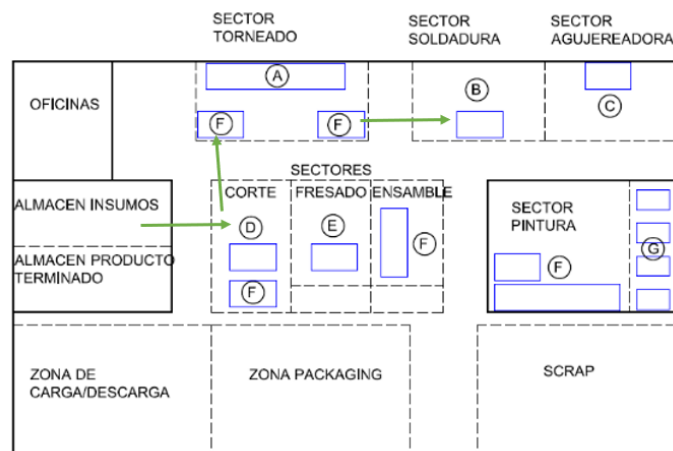 SECTOR
TORNEADO
SECTOR
SOLDADURA
SECTOR
AGUJEREADORA
A
OFICINAS
B
C
F
F
SECTORES
CORTE
FRESADO
ENSAMBLE
ALMACEN INSUMOS
SECTOR
PINTURA
D
E
F
G
ALMACEN PRODUCTO
TERMINADO
F
F
ZONA DE
CARGA/DESCARGA
ZONA PACKAGING
SCRAP